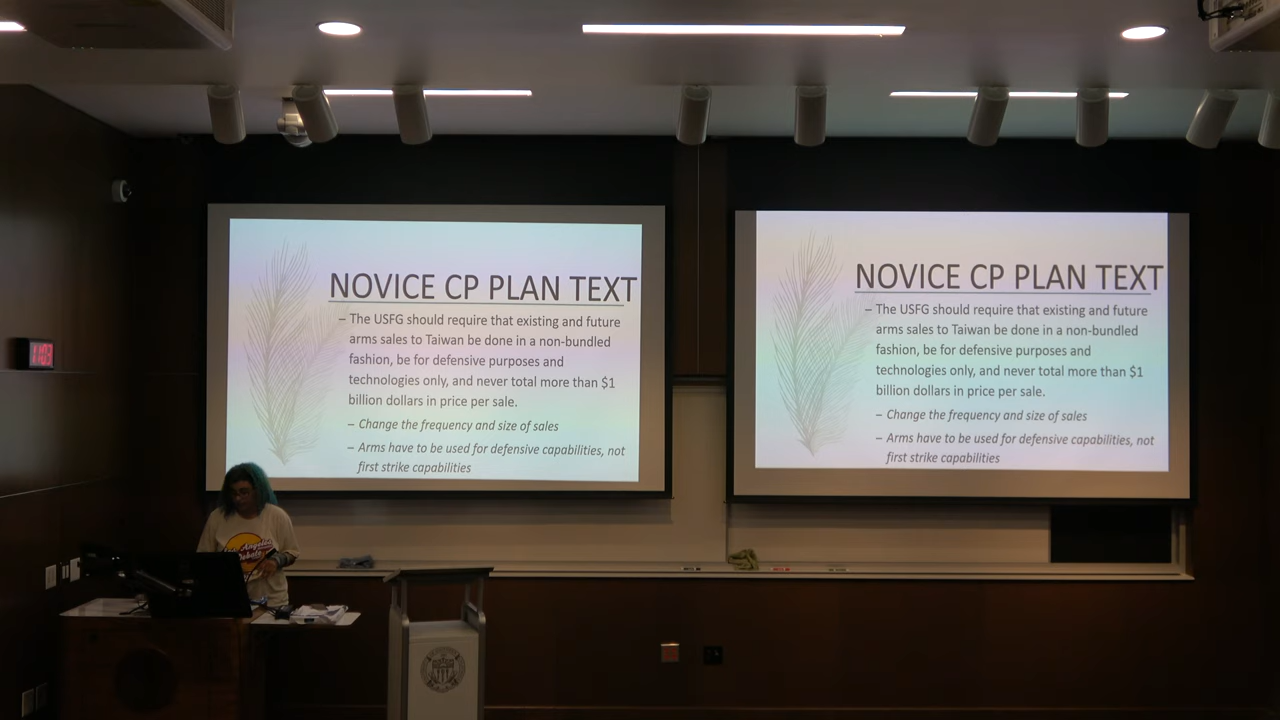 NOVICE CP PLAN TEXT
– The USFG should require that existing and future
arms sales to Taiwan be done in a non-bundled
fashion, be for defensive purposes and
technologies only, and never total more than $1
billion dollars in price per sale.
– Change the frequency and size of sales
– Arms have to be used for defensive capabilities, not
first strike capabilities
NOVICE CP PLAN TEXT
– The USFG should require that existing and future
arms sales to Taiwan be done in a non-bundled
fashion, be for defensive purposes and
technologies only, and never total more than $1
billion dollars in price per sale.
– Change the frequency and size of sales
– Arms have to be used for defensive capabilities, not
first strike capabilities
11:03
Los Angeles
Debate